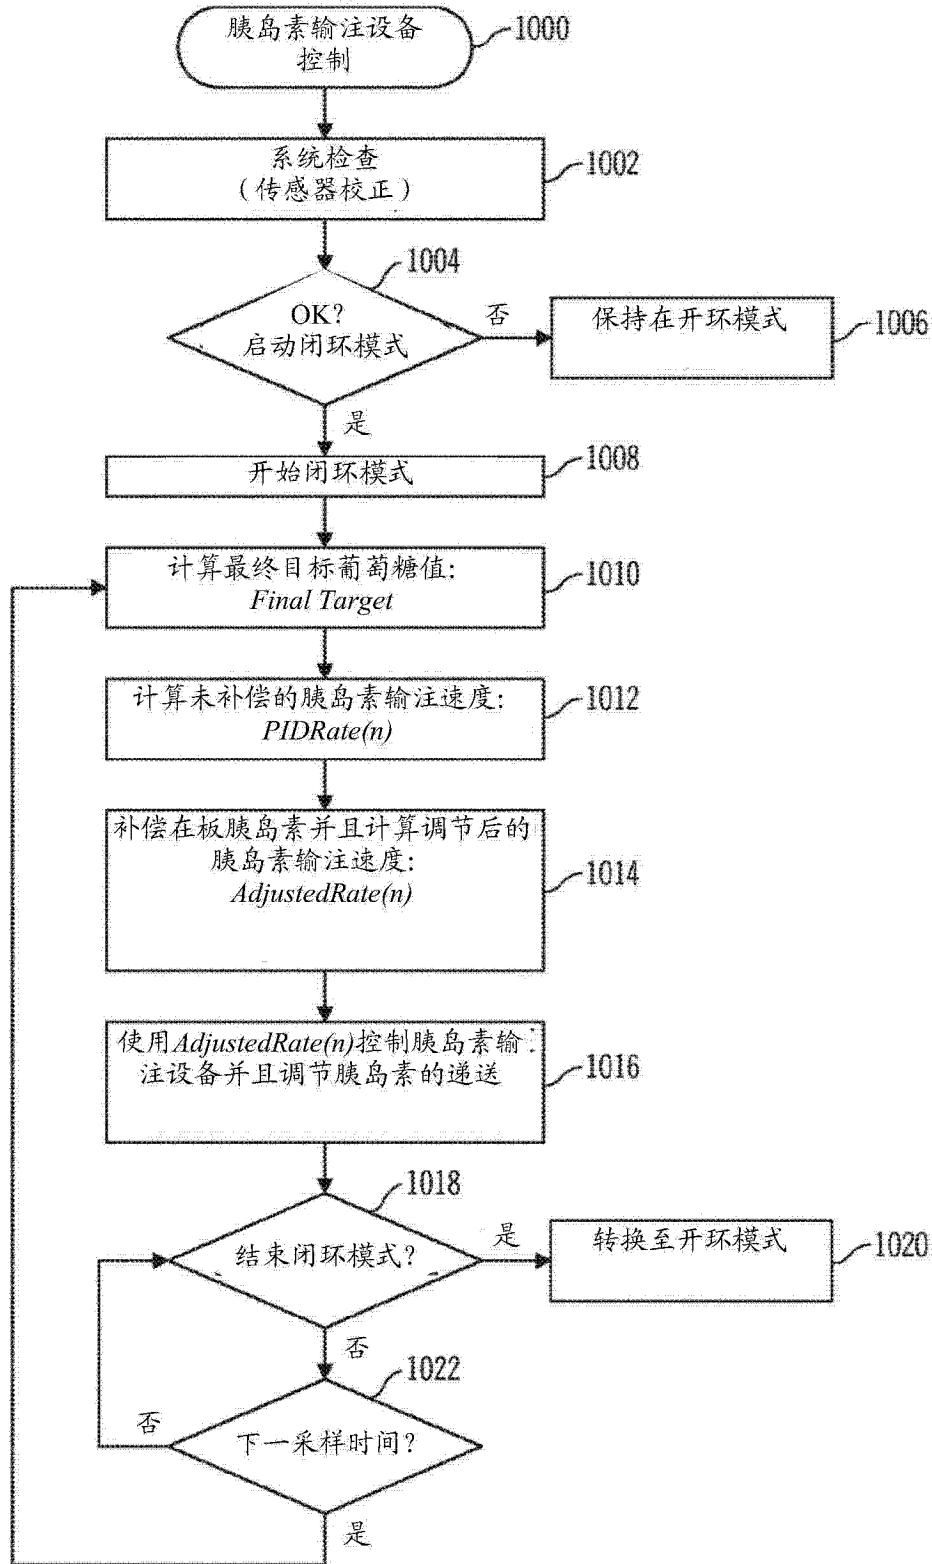 胰岛素输注设备
控制
1000
系统检查
（传感器校正）
1002
1004
OK?
启动闭环模式
否
保持在开环模式
1006
是
开始闭环模式
1008
计算最终目标葡萄糖值：
Final Target
1010
计算未补偿的胰岛素输注速度：
PIDRate(n)
1012
补偿在板胰岛素并且计算调节后的
胰岛素输注速度：
AdjustedRate(n)
1014
使用AdjustedRate(n)控制胰岛素输
注设备并且调节胰岛素的递送
1016
1018
结束闭环模式？
是
转换至开环模式
1020
否
1022
否
下一采样时间？
是